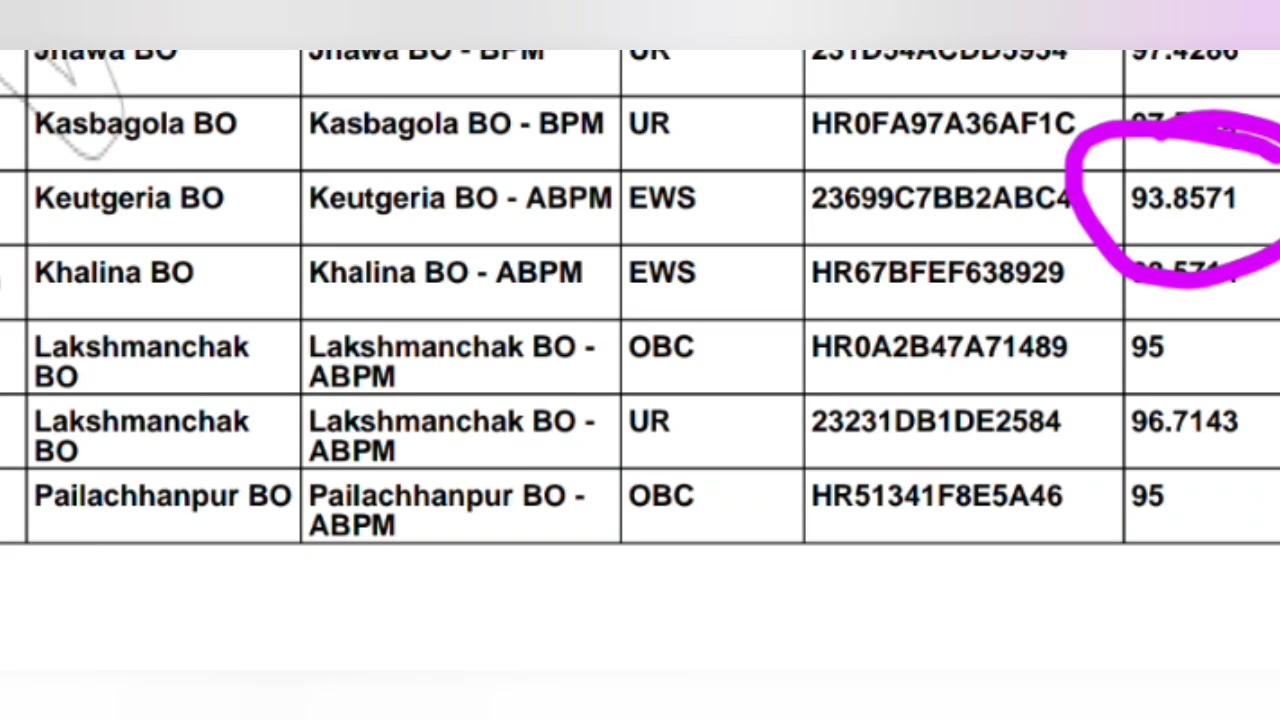 Jhawa BO Jhawa BO - BPM UR 231D54ACDD5954 97.4286
Kasbagola BO Kasbagola BO - BPM UR HR0FA97A36AF1C
Keutgeria BO Keutgeria BO - ABPM EWS 23699C7BB2ABC4 93.8571
Khalina BO Khalina BO - ABPM EWS HR67BFEF638929
Lakshmanchak Lakshmanchak BO - OBC HR0A2B47A71489 95
BO ABPM
Lakshmanchak Lakshmanchak BO - UR 23231DB1DE2584 96.7143
BO ABPM
Pailachhanpur BO Pailachhanpur BO - OBC HR51341F8E5A46 95
ABPM